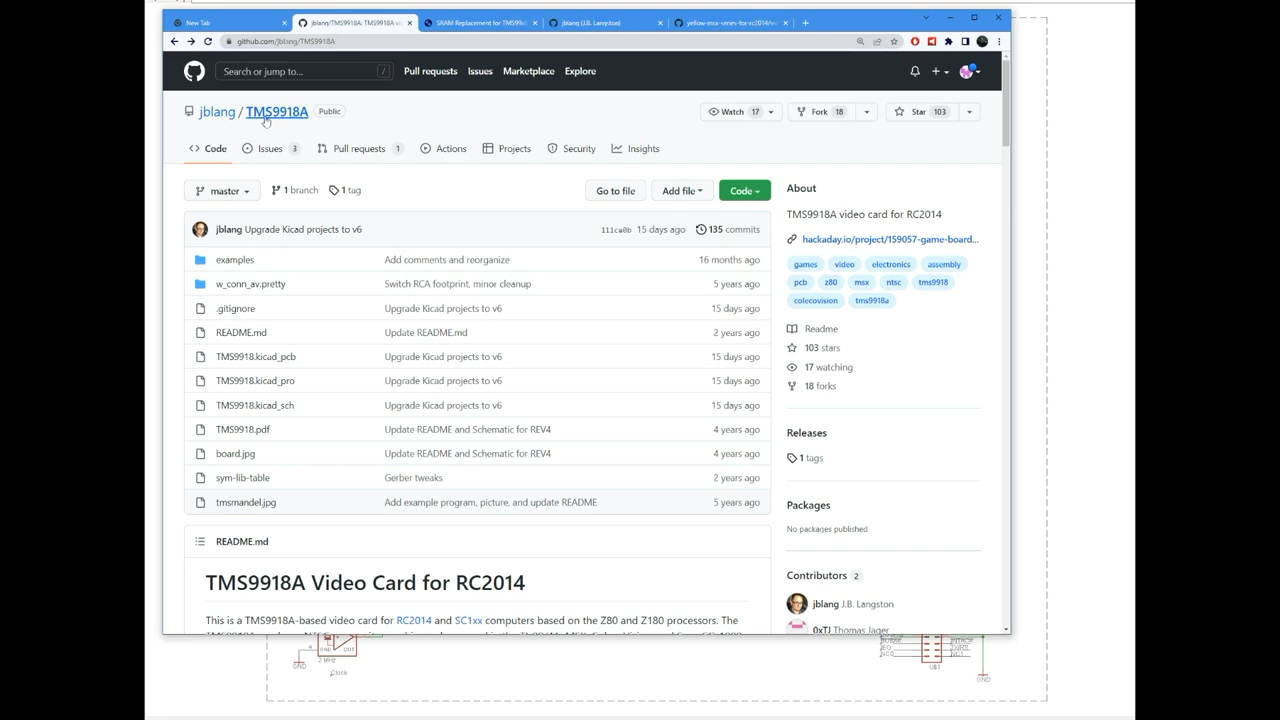 New Tab
jblang/TMS9918A: TMS9918A vi
SRAM Replacement for TMS99
jblang (J.B. Langston)
yellow-msx-series-for-rc2014/
github.com/jblang/TMS9918A
Search or jump to... /
Pull requests Issues Marketplace Explore
jblang / TMS9918A Public
Watch 17 Fork 18 Star 103
Code Issues 3 Pull requests 1 Actions Projects Security Insights
master 1 branch 1 tag Go to file Add file Code
About
TMS9918A video card for RC2014
hackaday.io/project/159057-game-board...
games video electronics assembly
pcb z80 msx ntsc tms9918
colecovision tms9918a
Readme
103 stars
17 watching
18 forks
Releases
1 tags
Packages
No packages published
Contributors 2
jblang J.B. Langston
0xTJ Thomas Jager
jblang Upgrade Kicad projects to v6 111ce0b 15 days ago 135 commits
examples Add comments and reorganize 16 months ago
w_conn_av.pretty Switch RCA footprint, minor cleanup 5 years ago
.gitignore Upgrade Kicad projects to v6 15 days ago
README.md Update README.md 2 years ago
TMS9918.kicad_pcb Upgrade Kicad projects to v6 15 days ago
TMS9918.kicad_pro Upgrade Kicad projects to v6 15 days ago
TMS9918.kicad_sch Upgrade Kicad projects to v6 15 days ago
TMS9918.pdf Update README and Schematic for REV4 4 years ago
board.jpg Update README and Schematic for REV4 4 years ago
sym-lib-table Gerber tweaks 2 years ago
tmsmandel.jpg Add example program, picture, and update README 5 years ago
README.md
TMS9918A Video Card for RC2014
This is a TMS9918A-based video card for RC2014 and SC1xx computers based on the Z80 and Z180 processors. The
GND OUT
4
GND
2 MHz
Clock
U$1
GND